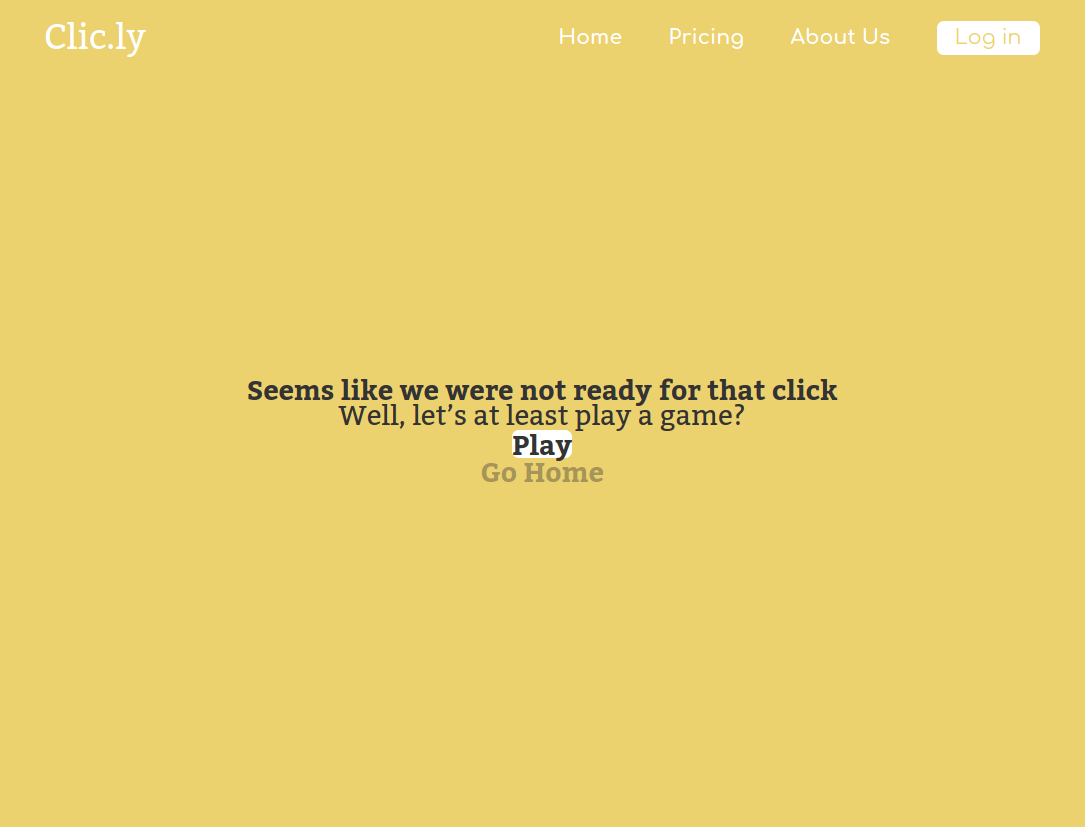 Clic.ly
Home Pricing About Us Log in
Seems like we were not ready for that click
Well, let’s at least play a game?
Play
Go Home